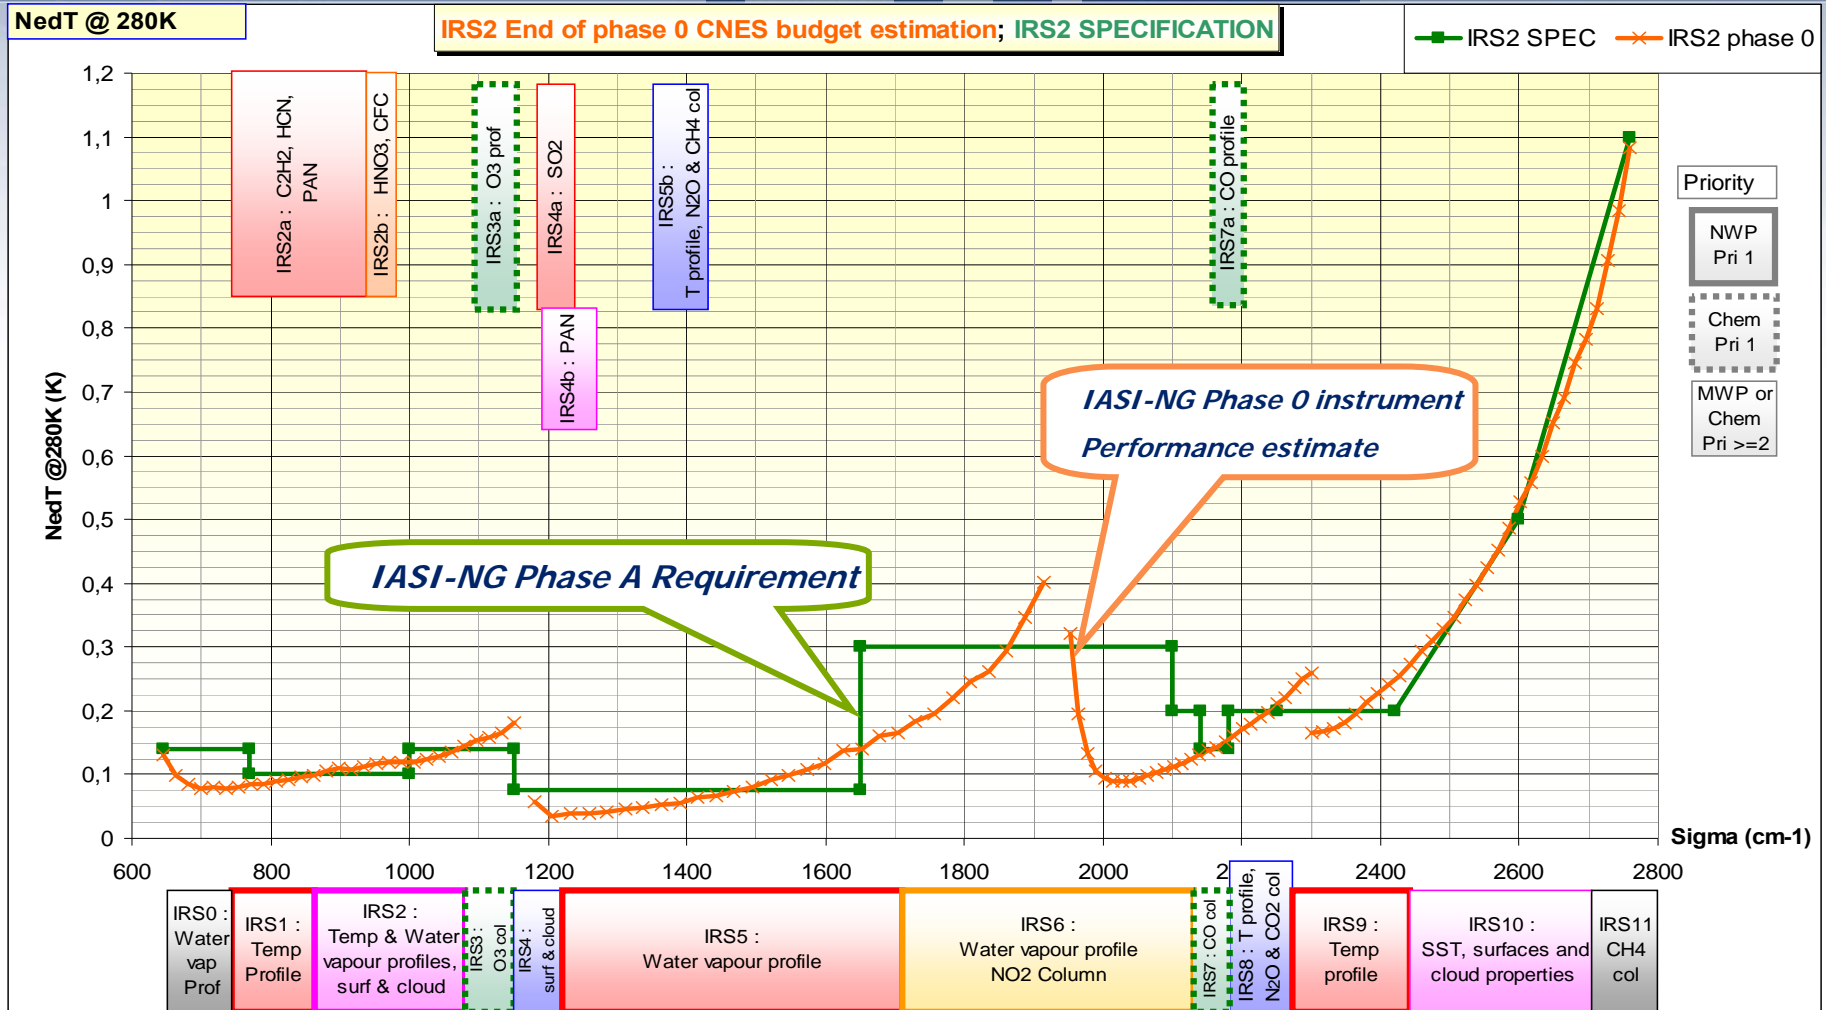 NedT @ 280K
IRS2 End of phase 0 CNES budget estimation; IRS2 SPECIFICATION
IRS2 SPEC
IRS2 phase 0
NedT @280K (K)
1,2
1,1
1
0,9
0,8
0,7
0,6
0,5
0,4
0,3
0,2
0,1
0
IRS2a : C2H2, HCN,
PAN
IRS2b : HNO3, CFC
IRS3a : O3 prof
IRS4a : SO2
IRS4b : PAN
IRS5b :
T profile, N2O & CH4 col
IRS7a : CO profile
Priority
NWP
Pri 1
Chem
Pri 1
MWP or
Chem
Pri >=2
IASI-NG Phase 0 instrument
Performance estimate
IASI-NG Phase A Requirement
600
800
1000
1200
1400
1600
1800
2000
2
2400
2600
2800
Sigma (cm-1)
IRS0 :
Water
vap
Prof
IRS1 :
Temp
Profile
IRS2 :
Temp & Water
vapour profiles,
surf & cloud
IRS3 :
O3 col
IRS4 :
surf & cloud
IRS5 :
Water vapour profile
IRS6 :
Water vapour profile
NO2 Column
IRS7 : CO col
IRS8 : T profile,
N2O & CO2 col
IRS9 :
Temp
profile
IRS10 :
SST, surfaces and
cloud properties
IRS11
CH4
col